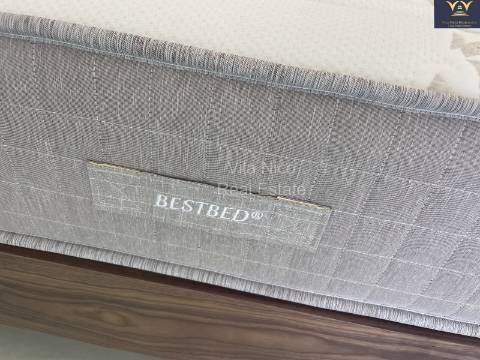 Vila Nico
Real Estate
BESTBED®